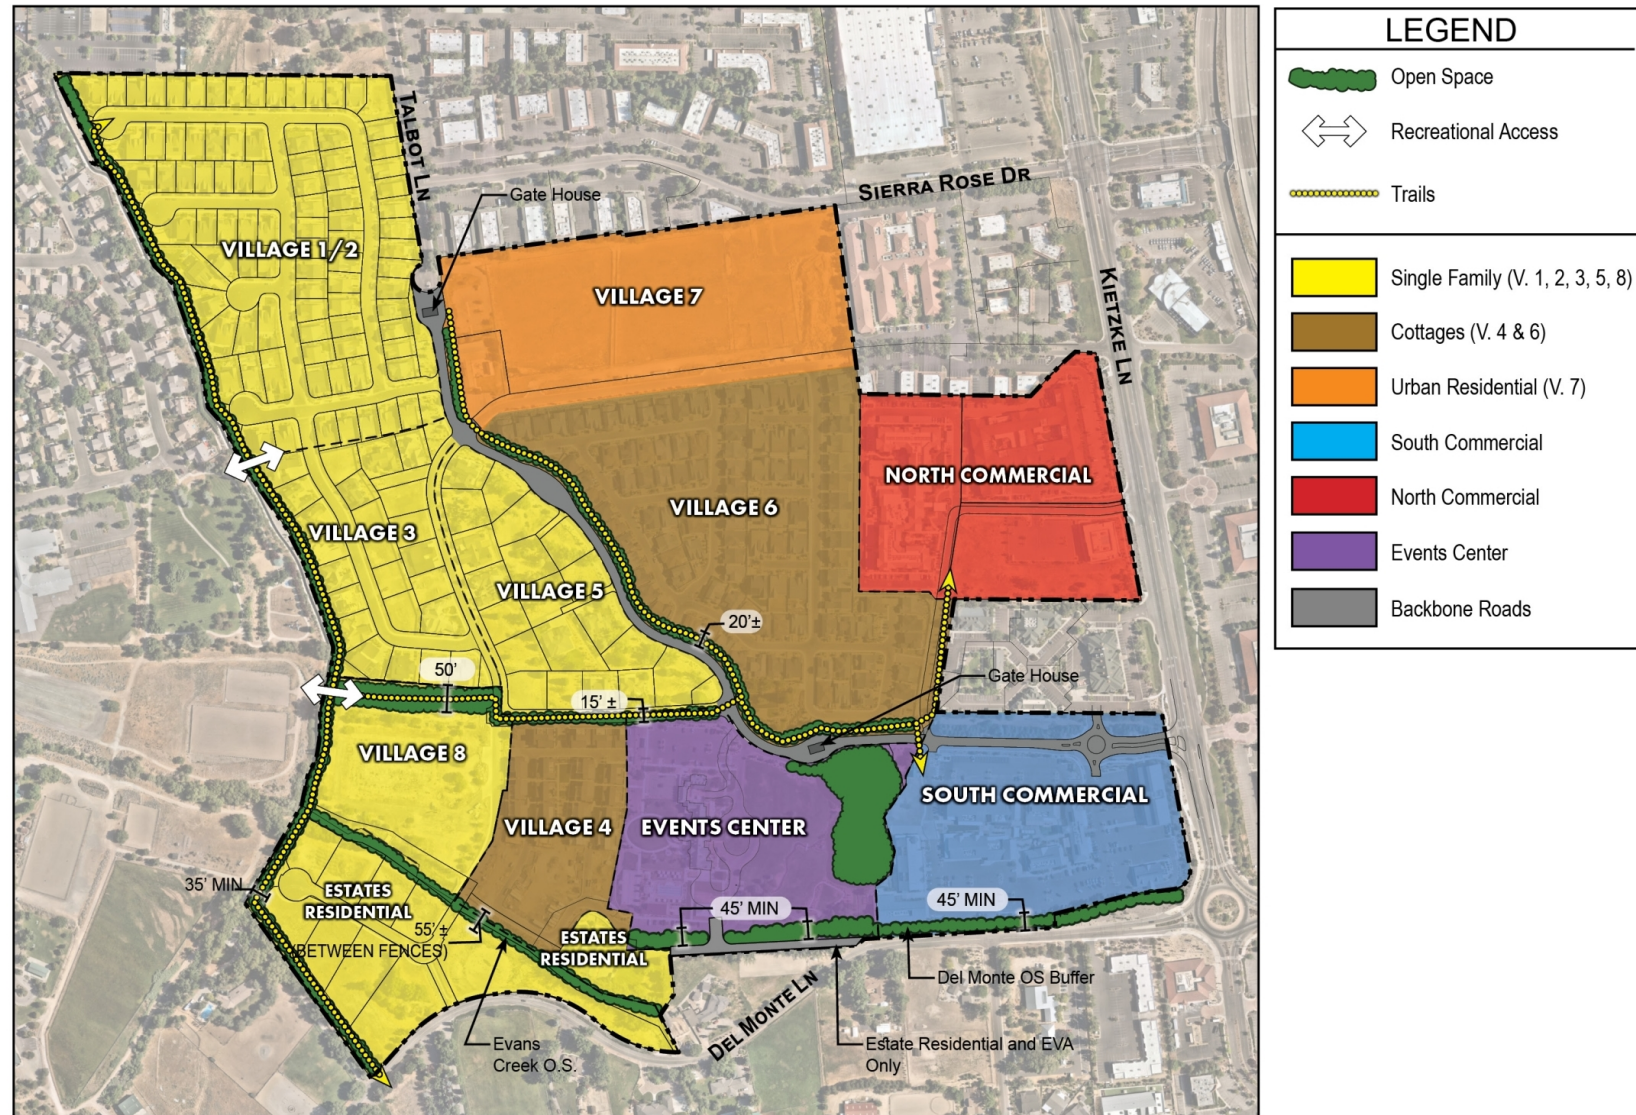 TALBOT LN
Gate House
SIERRA ROSE DR
KIETZKE LN
VILLAGE 1/2
VILLAGE 7
NORTH COMMERCIAL
VILLAGE 6
VILLAGE 3
VILLAGE 5
20'±
50'
15' ±
Gate House
VILLAGE 8
VILLAGE 4
EVENTS CENTER
SOUTH COMMERCIAL
35' MIN
ESTATES
RESIDENTIAL
55' ±
(BETWEEN FENCES)
ESTATES
RESIDENTIAL
45' MIN
45' MIN
Del Monte OS Buffer
DEL MONTE LN
Evans
Creek O.S.
Estate Residential and EVA
Only
LEGEND
Open Space
Recreational Access
Trails
Single Family (V. 1, 2, 3, 5, 8)
Cottages (V. 4 & 6)
Urban Residential (V. 7)
South Commercial
North Commercial
Events Center
Backbone Roads